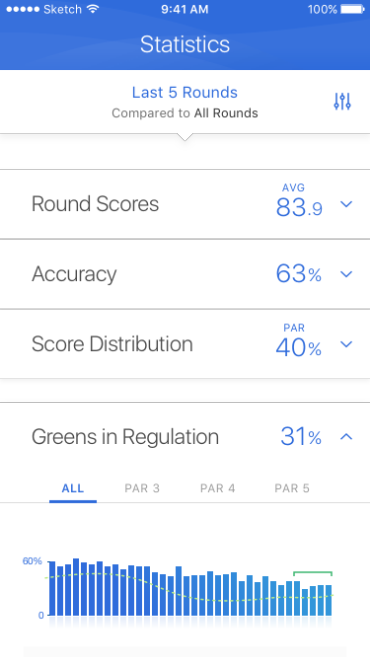 Sketch 9:41 AM 100%
Statistics
Last 5 Rounds
Compared to All Rounds
AVG
Round Scores 83.9
Accuracy 63%
PAR
Score Distribution 40%
Greens in Regulation 31%
ALL PAR 3 PAR 4 PAR 5
60%
0